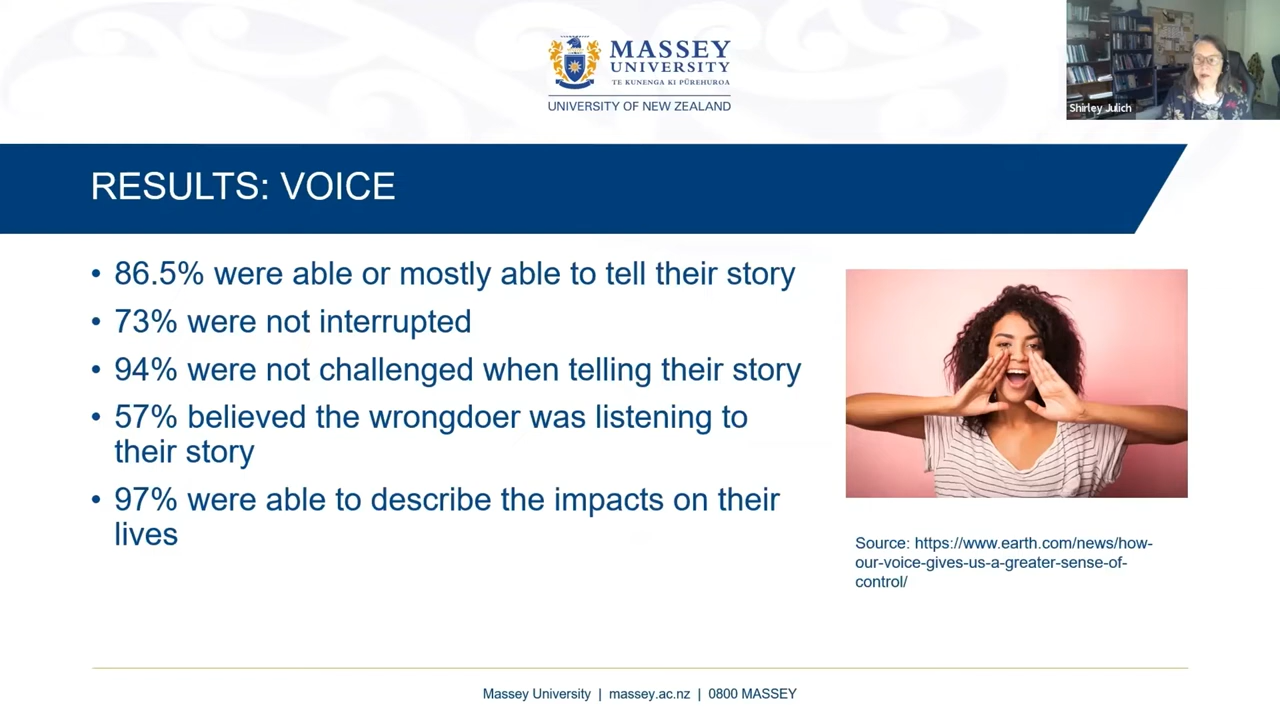 MASSEY
UNIVERSITY
TE KUNENGA KI PŪREHUROA
UNIVERSITY OF NEW ZEALAND
Shirley Julich
RESULTS: VOICE
• 86.5% were able or mostly able to tell their story
• 73% were not interrupted
• 94% were not challenged when telling their story
• 57% believed the wrongdoer was listening to
their story
• 97% were able to describe the impacts on their
lives
Source: https://www.earth.com/news/how-
our-voice-gives-us-a-greater-sense-of-
control/
Massey University | massey.ac.nz | 0800 MASSEY